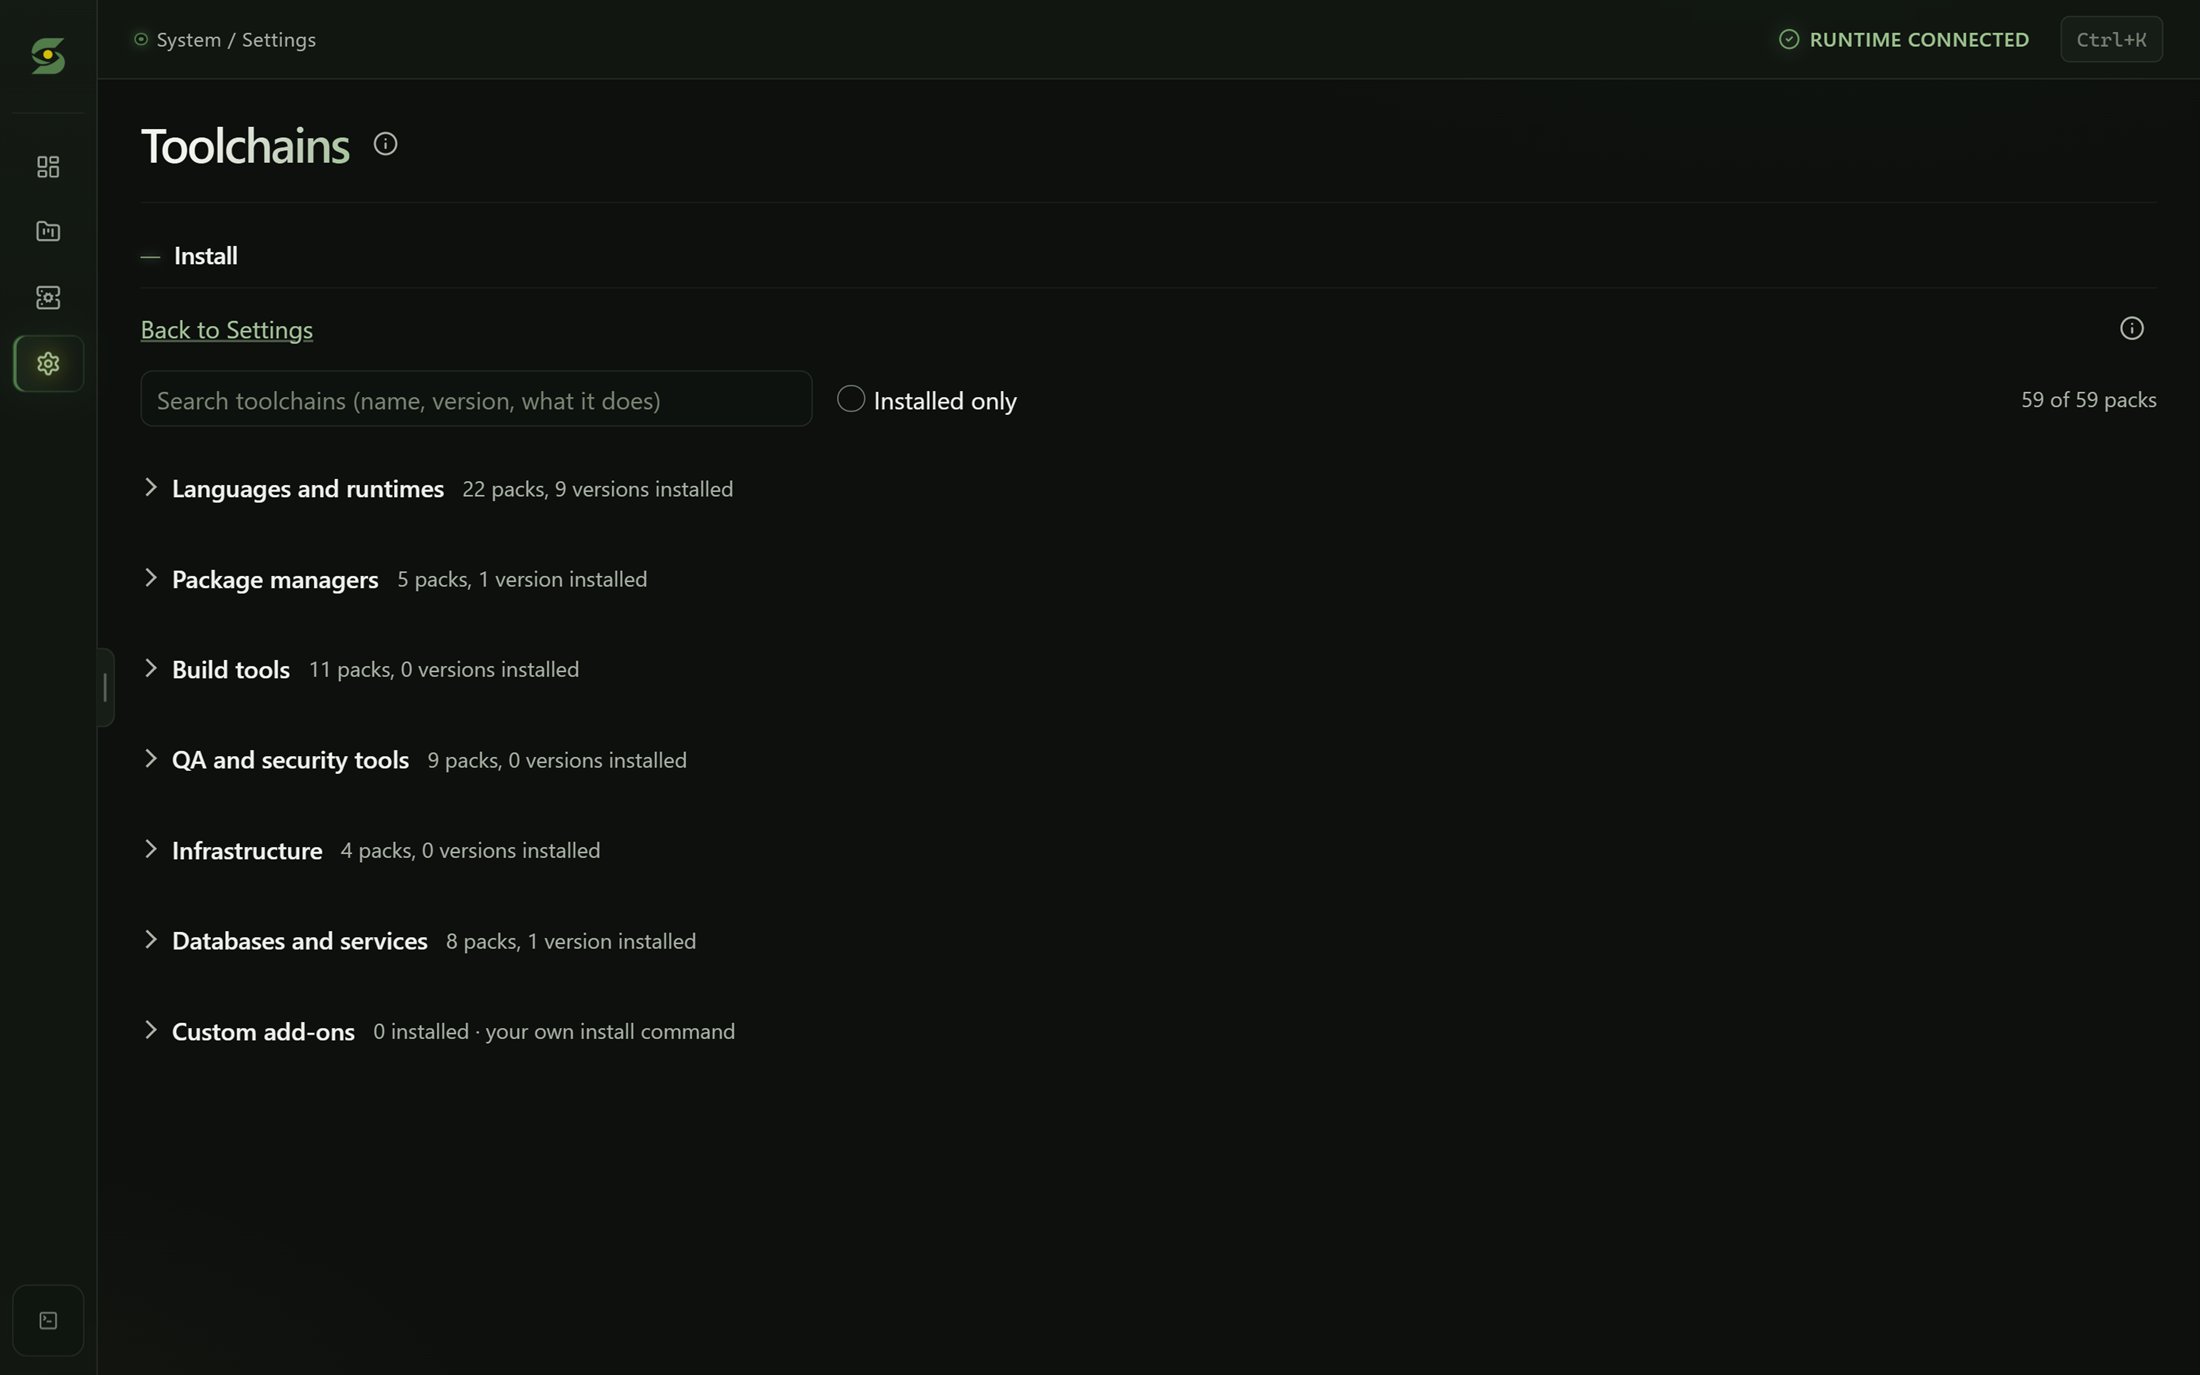 System / Settings
RUNTIME CONNECTED
Ctrl+K
Toolchains
Install
Back to Settings
Search toolchains (name, version, what it does)
Installed only
59 of 59 packs
Languages and runtimes 22 packs, 9 versions installed
Package managers 5 packs, 1 version installed
Build tools 11 packs, 0 versions installed
QA and security tools 9 packs, 0 versions installed
Infrastructure 4 packs, 0 versions installed
Databases and services 8 packs, 1 version installed
Custom add-ons 0 installed · your own install command